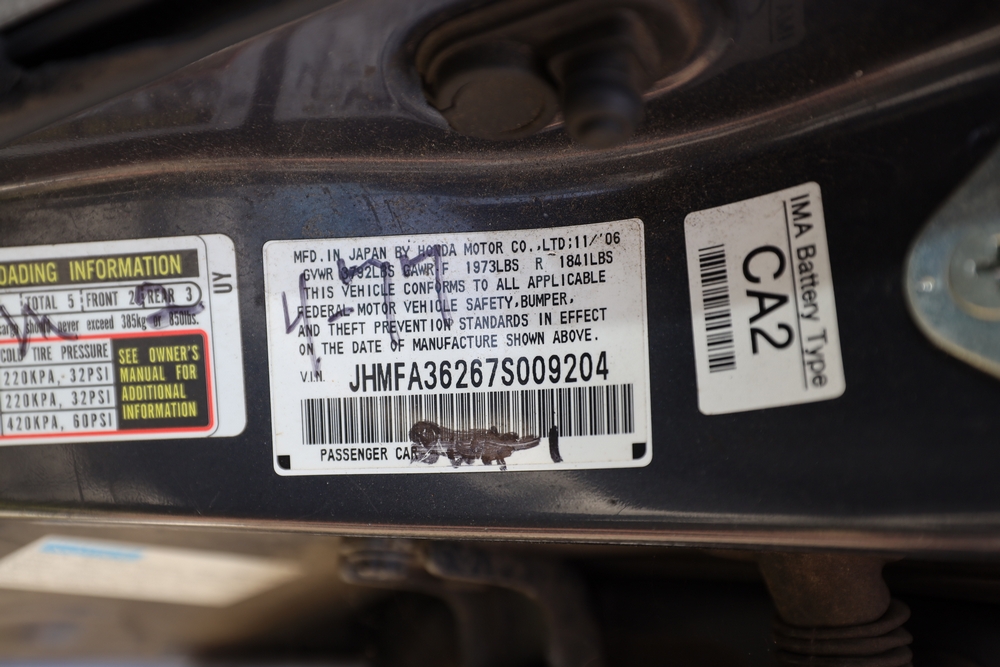 OADING INFORMATION
TOTAL 5 FRONT 2 REAR 3
should never exceed 385kg or 850lbs.
COLD TIRE PRESSURE
220KPA, 32PSI
220KPA, 32PSI
420KPA, 60PSI
SEE OWNER'S
MANUAL FOR
ADDITIONAL
INFORMATION
MFD. IN JAPAN BY HONDA MOTOR CO.,LTD;11/'06
GVWR 3792LBS GAWR F 1973LBS R 1841LBS
THIS VEHICLE CONFORMS TO ALL APPLICABLE
FEDERAL MOTOR VEHICLE SAFETY,BUMPER,
AND THEFT PREVENTION STANDARDS IN EFFECT
ON THE DATE OF MANUFACTURE SHOWN ABOVE.
V.I.N. JHMFA36267S009204
PASSENGER CAR
IMA Battery Type
CA2